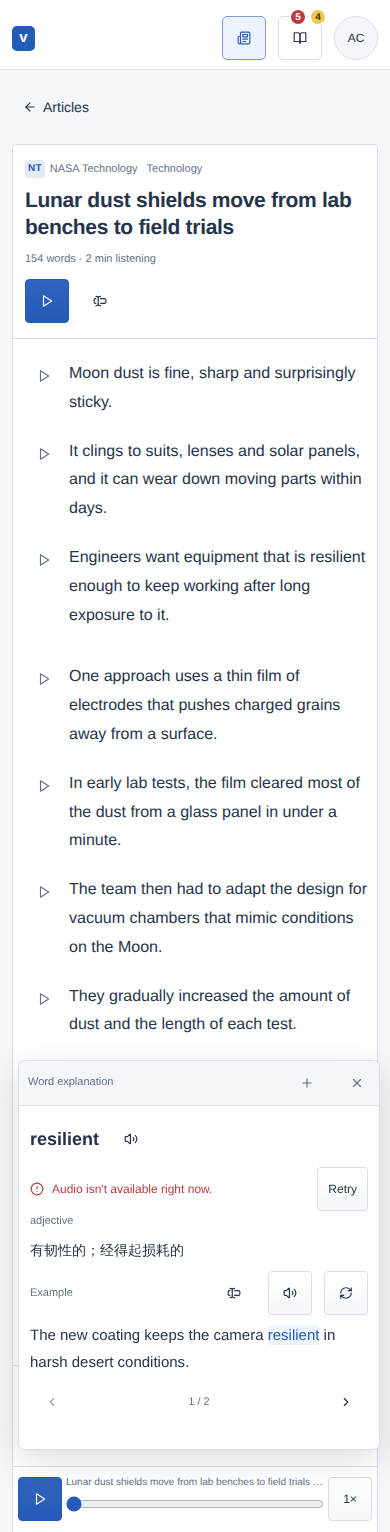 v
5
4
AC
Articles
NT NASA Technology Technology
Lunar dust shields move from lab
benches to field trials
154 words · 2 min listening
Moon dust is fine, sharp and surprisingly
sticky.
It clings to suits, lenses and solar panels,
and it can wear down moving parts within
days.
Engineers want equipment that is resilient
enough to keep working after long
exposure to it.
One approach uses a thin film of
electrodes that pushes charged grains
away from a surface.
In early lab tests, the film cleared most of
the dust from a glass panel in under a
minute.
The team then had to adapt the design for
vacuum chambers that mimic conditions
on the Moon.
They gradually increased the amount of
dust and the length of each test.
Word explanation
resilient
Audio isn't available right now.
Retry
adjective
有韧性的；经得起损耗的
Example
The new coating keeps the camera resilient in
harsh desert conditions.
1 / 2
Lunar dust shields move from lab benches to field trials ...
1×